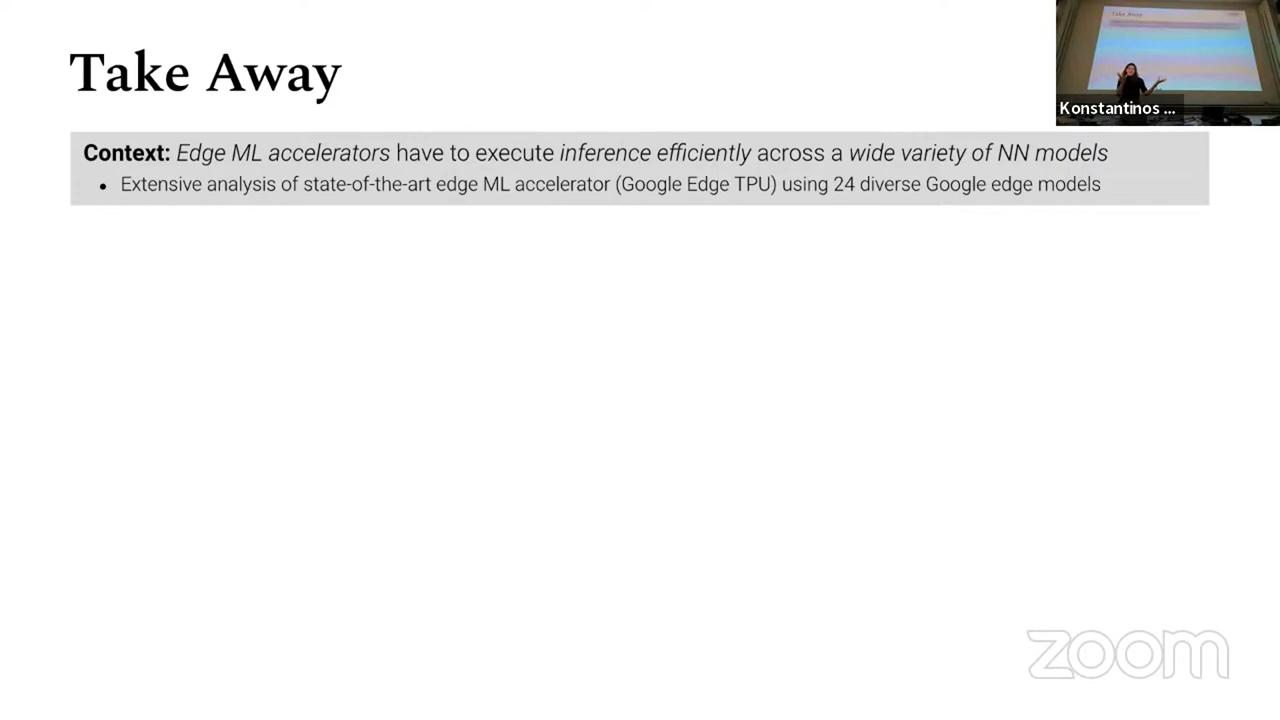 Take Away
Take Away
Konstantinos ...
Context: Edge ML accelerators have to execute inference efficiently across a wide variety of NN models
• Extensive analysis of state-of-the-art edge ML accelerator (Google Edge TPU) using 24 diverse Google edge models
zoom